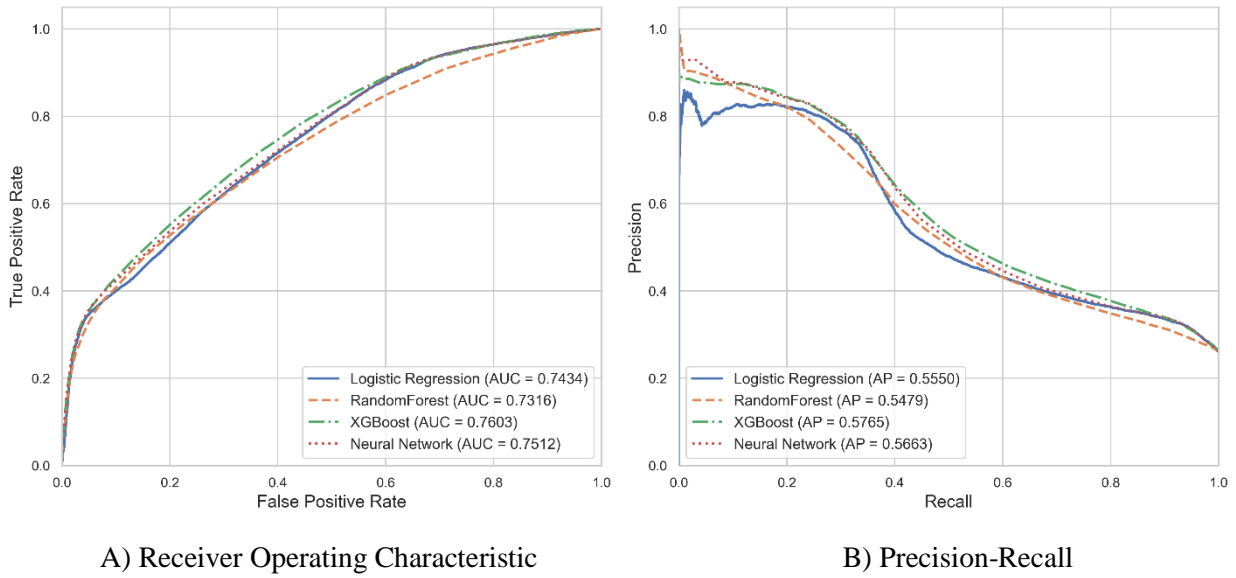 1.0
0.8
0.6
0.4
0.2
0.0
True Positive Rate
0.0 0.2 0.4 0.6 0.8 1.0
False Positive Rate
Logistic Regression (AUC = 0.7434)
RandomForest (AUC = 0.7316)
XGBoost (AUC = 0.7603)
Neural Network (AUC = 0.7512)
A) Receiver Operating Characteristic
1.0
0.8
0.6
0.4
0.2
0.0
Precision
0.0 0.2 0.4 0.6 0.8 1.0
Recall
Logistic Regression (AP = 0.5550)
RandomForest (AP = 0.5479)
XGBoost (AP = 0.5765)
Neural Network (AP = 0.5663)
B) Precision-Recall